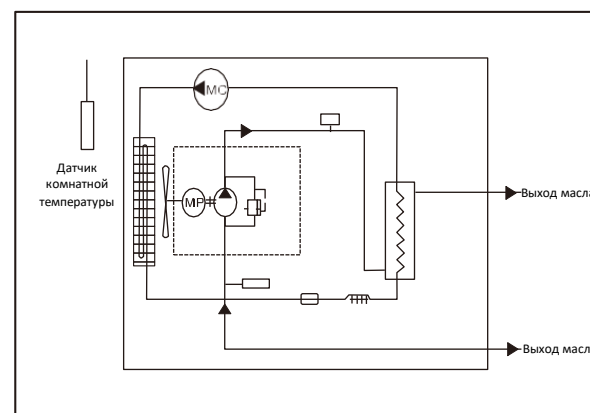 MC
Датчик
комнатной
температуры
MP
Выход масла
Выход масл